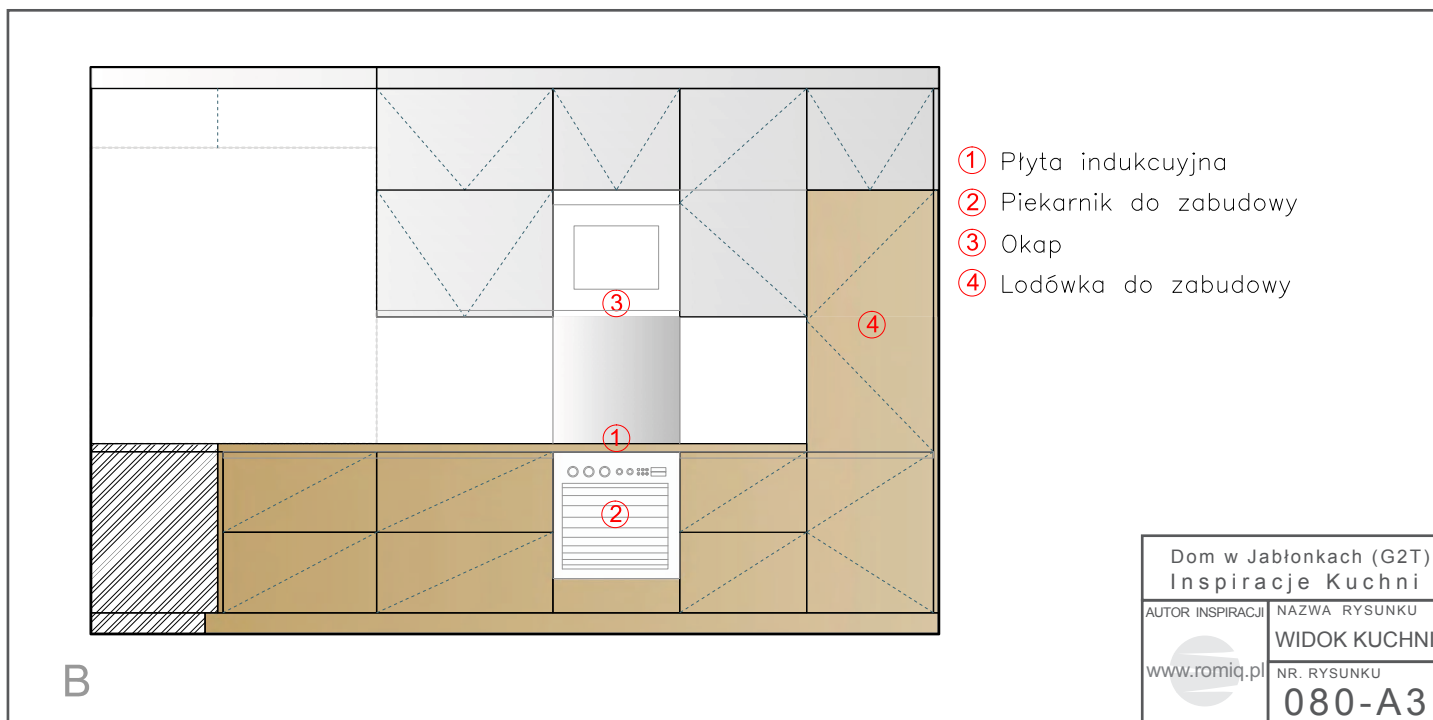 1 Płyta indukcuyjna
2 Piekarnik do zabudowy
3 Okap
4 Lodówka do zabudowy
3
4
1
2
B
Dom w Jabłonkach (G2T)
Inspiracje Kuchni
AUTOR INSPIRACJI
www.romiq.pl
NAZWA RYSUNKU
WIDOK KUCHNI
NR. RYSUNKU
080-A3